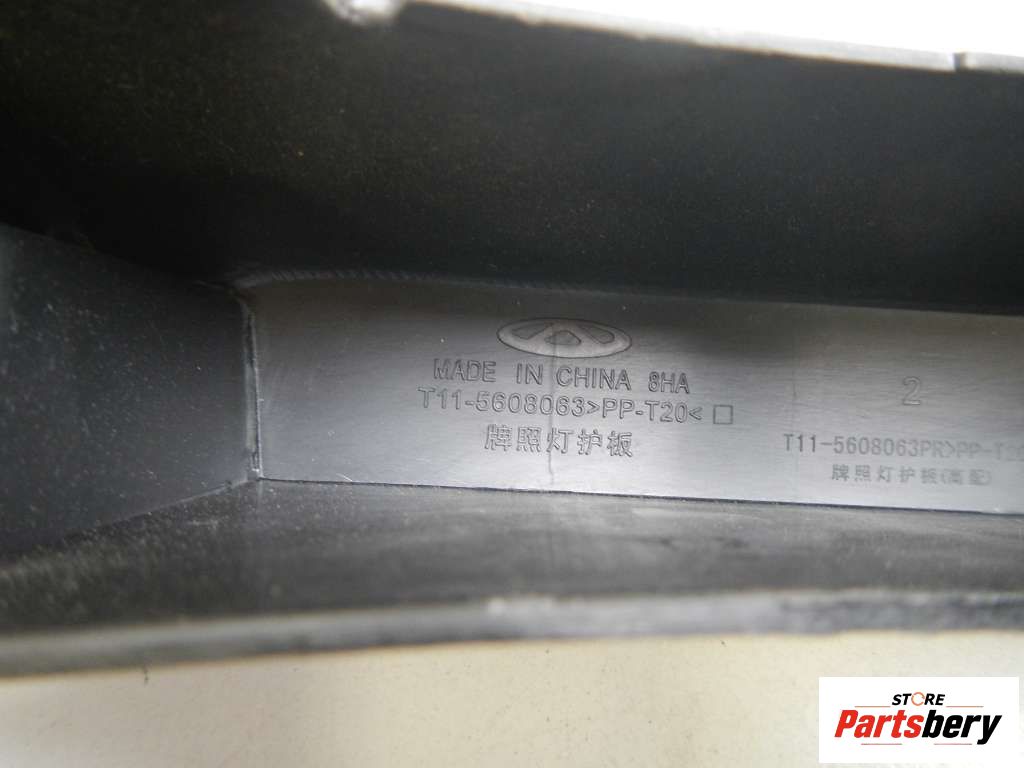 MADE IN CHINA 8HA
T11-5608063>PP-T20< □
牌照灯护板
2
T11-5608063PR>PP-T20
牌照灯护板(高配)
STORE
Partsbery